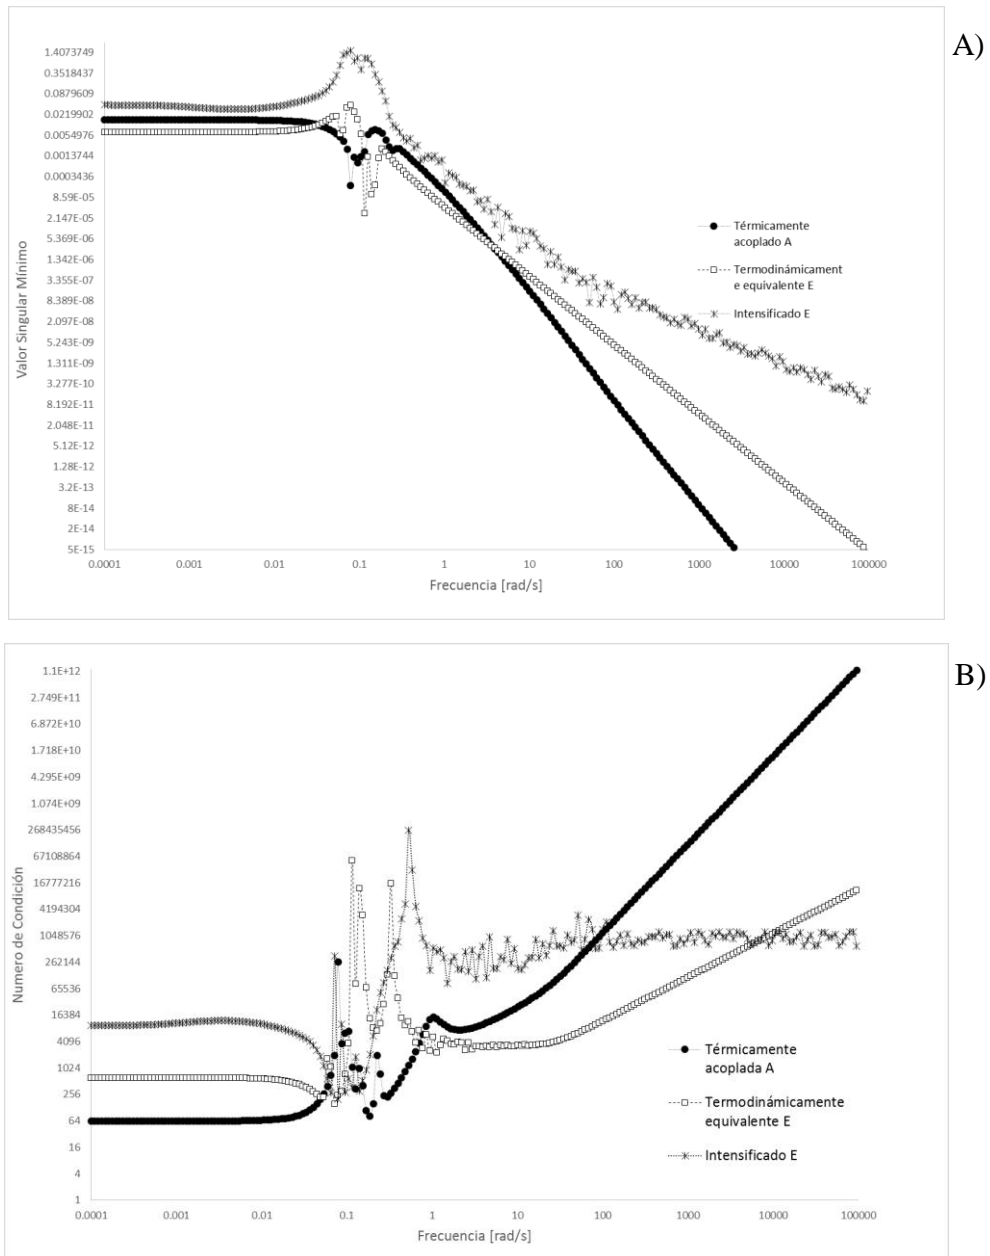 A)
1.4073749
0.3518437
0.0879609
0.0219902
0.0054976
0.0013744
0.0003436
8.59E-05
2.147E-05
5.369E-06
1.342E-06
3.355E-07
8.389E-08
2.097E-08
5.243E-09
1.311E-09
3.277E-10
8.192E-11
2.048E-11
5.12E-12
1.28E-12
3.2E-13
8E-14
2E-14
5E-15
Valor Singular Mínimo
Térmicamente
acoplado A
Termodinámicament
e equivalente E
Intensificado E
0.0001 0.001 0.01 0.1 1 10 100 1000 10000 100000
Frecuencia [rad/s]
B)
1.1E+12
2.749E+11
6.872E+10
1.718E+10
4.295E+09
1.074E+09
268435456
67108864
16777216
4194304
1048576
262144
65536
16384
4096
1024
256
64
16
4
1
Numero de Condición
Térmicamente
acoplada A
Termodinámicamente
equivalente E
Intensificado E
0.0001 0.001 0.01 0.1 1 10 100 1000 10000 100000
Frecuencia [rad/s]